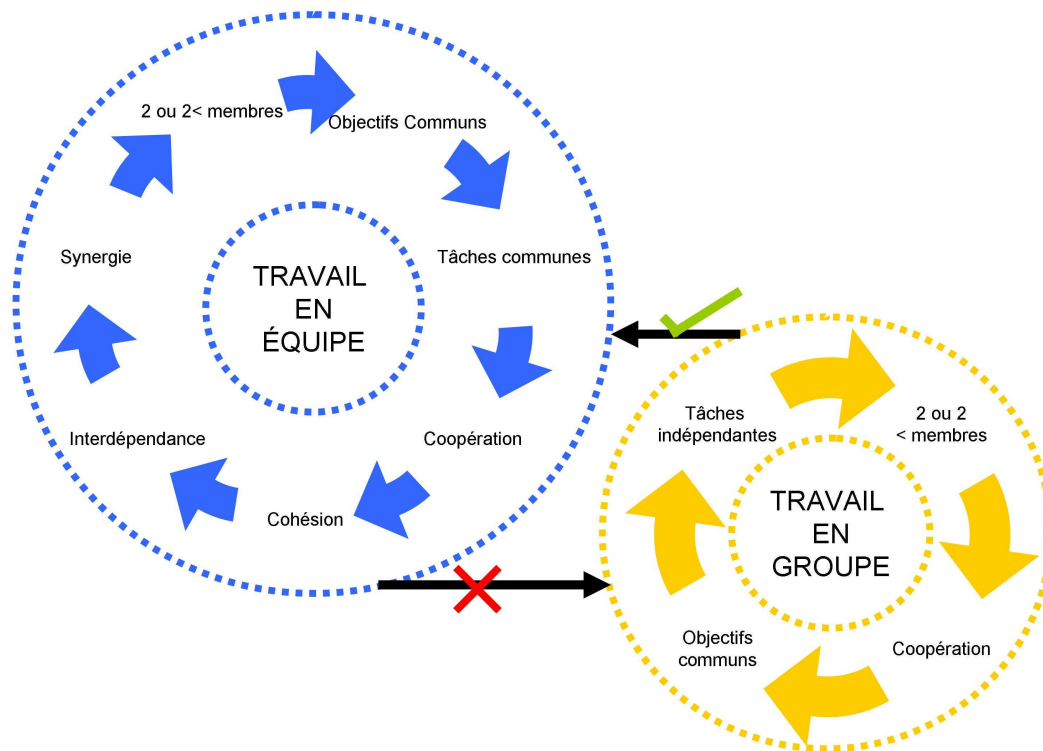 2 ou 2< membres
Objectifs Communs
Synergie
TRAVAIL
EN
ÉQUIPE
Tâches communes
Interdépendance
Coopération
Cohésion
Tâches
indépendantes
2 ou 2
< membres
TRAVAIL
EN
GROUPE
Objectifs
communs
Coopération